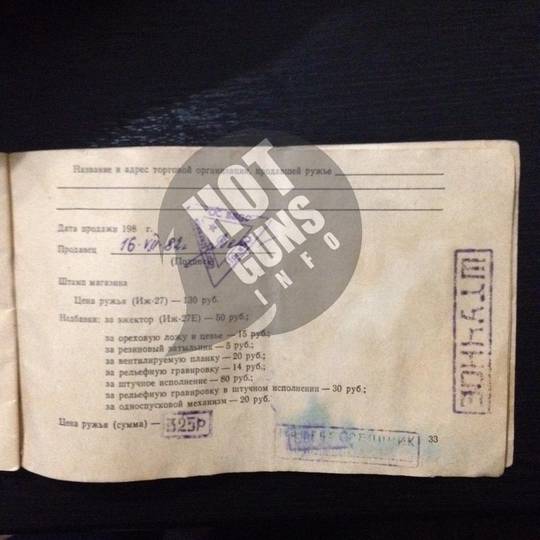 Название и адрес торговой организации, продавшей ружье
Дата продажи 198 г.
16-VII-82г.
Продавец
(Подпись)
Штамп магазина
Цена ружья (Иж-27) — 130 руб.
Надбавки: за эжектор (Иж-27Е) — 50 руб.;
за ореховую ложу и цевье — 15 руб.;
за резиновый затыльник — 5 руб.;
за вентилируемую планку — 20 руб.;
за рельефную гравировку — 14 руб.;
за штучное исполнение — 80 руб.;
за рельефную гравировку в штучном исполнении — 30 руб.;
за односпусковой механизм — 20 руб.
Цена ружья (сумма) — 325Р
33
HOT
GUNS
INFO